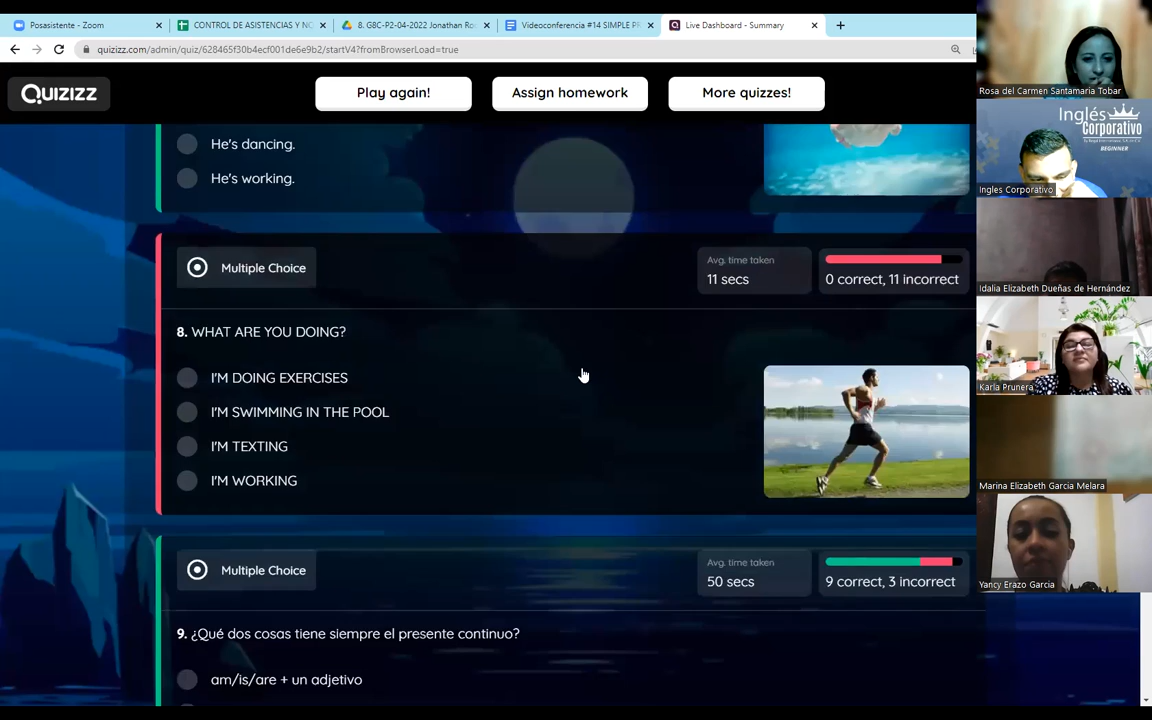 Posasistente - Zoom
CONTROL DE ASISTENCIAS Y NO
8. G8C-P2-04-2022 Jonathan Ro
Videoconferencia #14 SIMPLE PR
Live Dashboard - Summary
quizizz.com/admin/quiz/628465f30b4ecf001de6e9b2/startV4?fromBrowserLoad=true
Quizizz
Play again!
Assign homework
More quizzes!
He's dancing.
He's working.
Multiple Choice
Avg. time taken
11 secs
0 correct, 11 incorrect
8. WHAT ARE YOU DOING?
I'M DOING EXERCISES
I'M SWIMMING IN THE POOL
I'M TEXTING
I'M WORKING
Multiple Choice
Avg. time taken
50 secs
9 correct, 3 incorrect
9. ¿Qué dos cosas tiene siempre el presente continuo?
am/is/are + un adjetivo
Rosa del Carmen Santamaria Tobar
Inglés
Corporativo
BEGINNER
Ingles Corporativo
Idalia Elizabeth Dueñas de Hernández
Karla Prunera
Marina Elizabeth Garcia Melara
Yancy Erazo Garcia